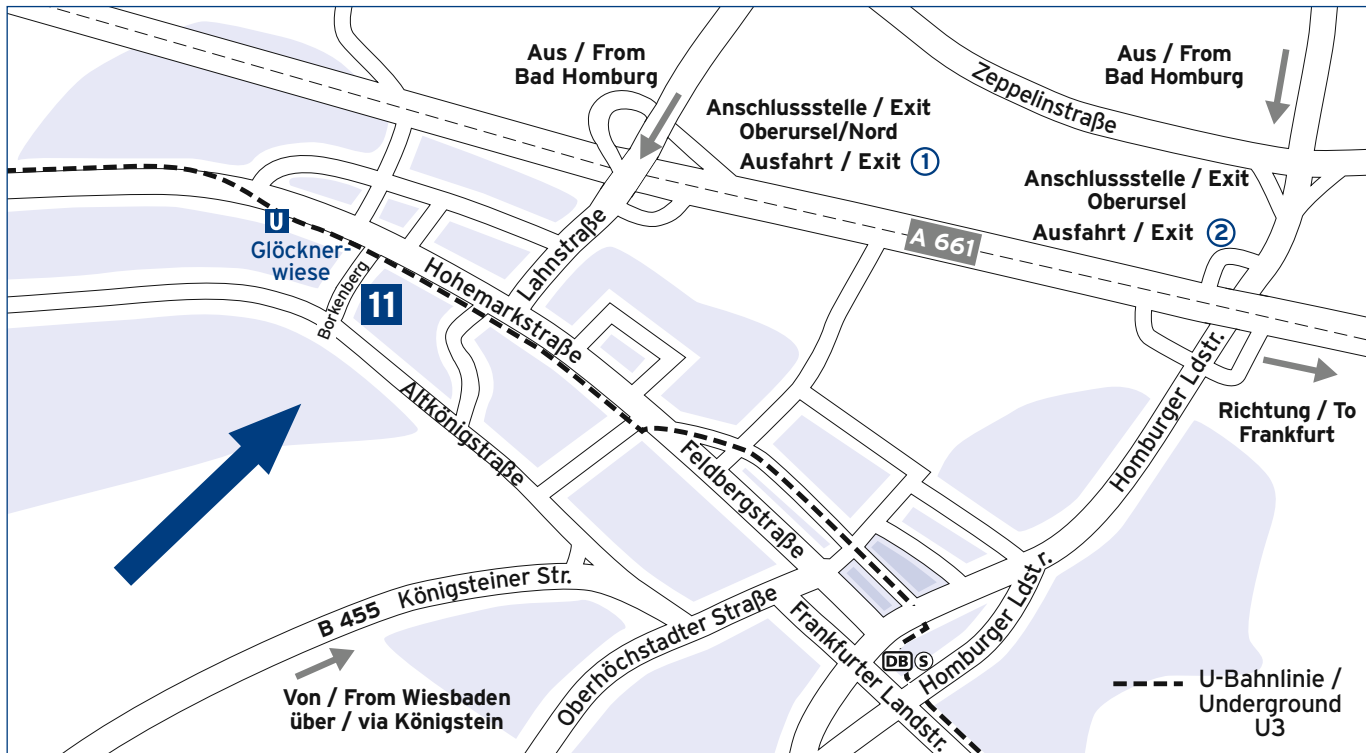 Aus / From
Bad Homburg
Aus / From
Bad Homburg
Zeppelinstraße
Anschlussstelle / Exit
Oberursel/Nord
Ausfahrt / Exit 1
Anschlussstelle / Exit
Oberursel
Ausfahrt / Exit 2
A 661
Lahnstraße
U
Glöckner-
wiese
Hohemarkstraße
Borkenberg
11
Altkönigstraße
Richtung / To
Frankfurt
Homburger Ldstr.
Feldbergstraße
B 455 Königsteiner Str.
Oberhöchstadter Straße
Homburger Ldstr.
Frankfurter Landstr.
DB S
Von / From Wiesbaden
über / via Königstein
U-Bahnlinie /
Underground
U3